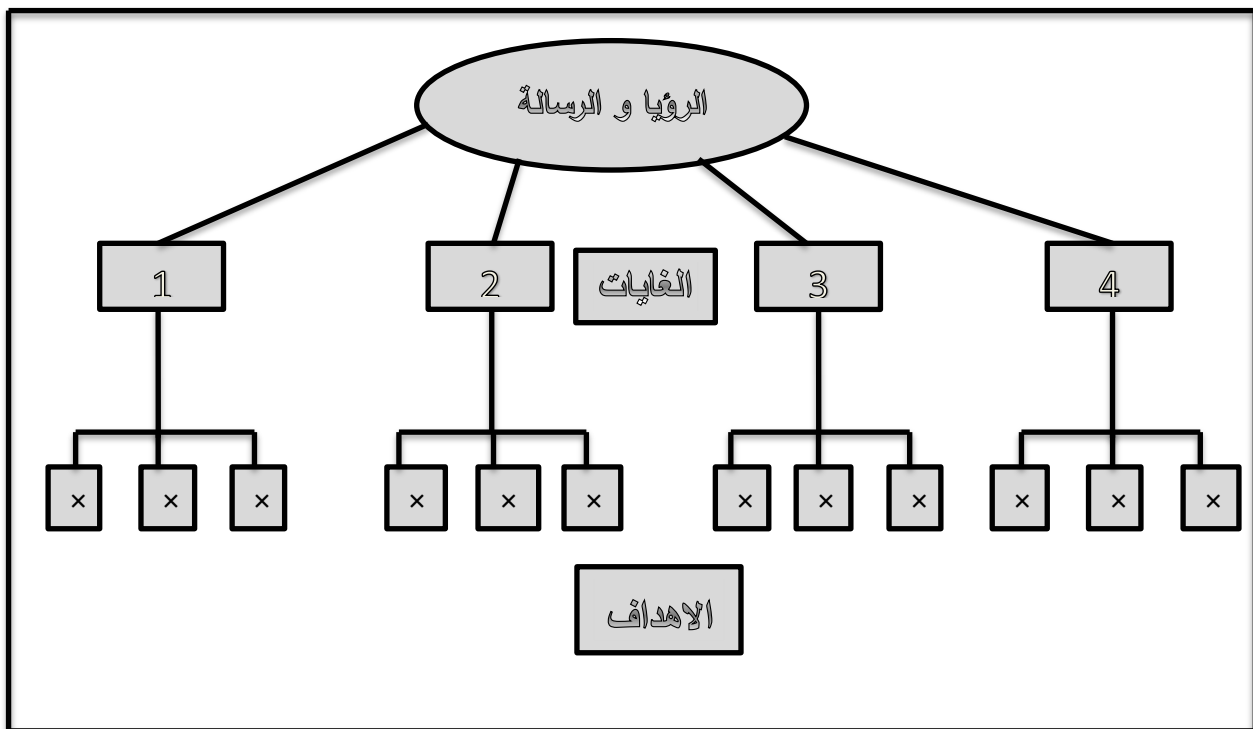 الرؤيا و الرسالة
1
2
الغايات
3
4
× × × × × × × × × × × ×
الاهداف